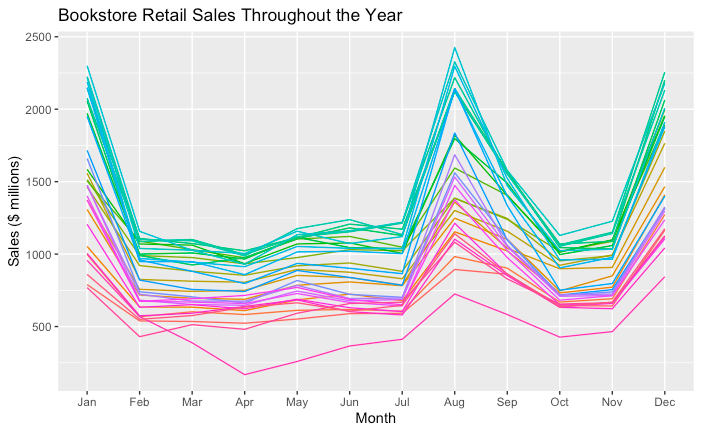 Bookstore Retail Sales Throughout the Year
2500
2000
1500
1000
500
Sales ($ millions)
Jan Feb Mar Apr May Jun Jul Aug Sep Oct Nov Dec
Month